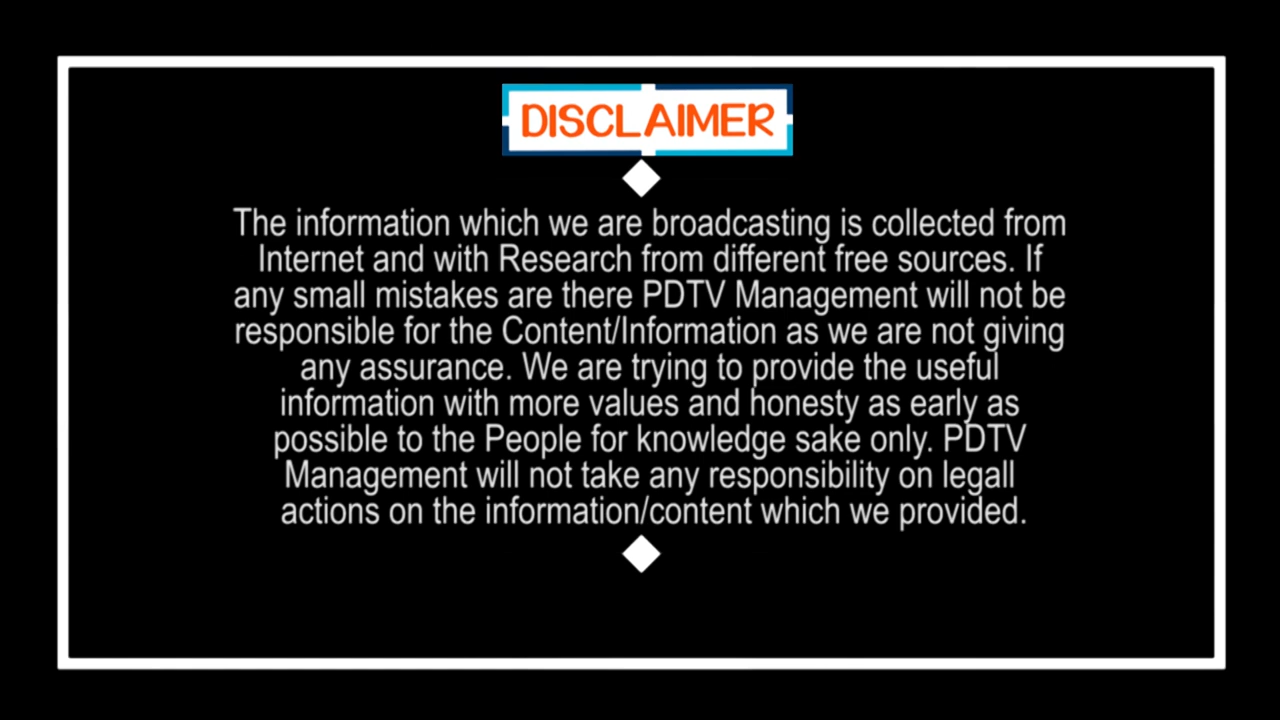 DISCLAIMER
The information which we are broadcasting is collected from
Internet and with Research from different free sources. If
any small mistakes are there PDTV Management will not be
responsible for the Content/Information as we are not giving
any assurance. We are trying to provide the useful
information with more values and honesty as early as
possible to the People for knowledge sake only. PDTV
Management will not take any responsibility on legall
actions on the information/content which we provided.